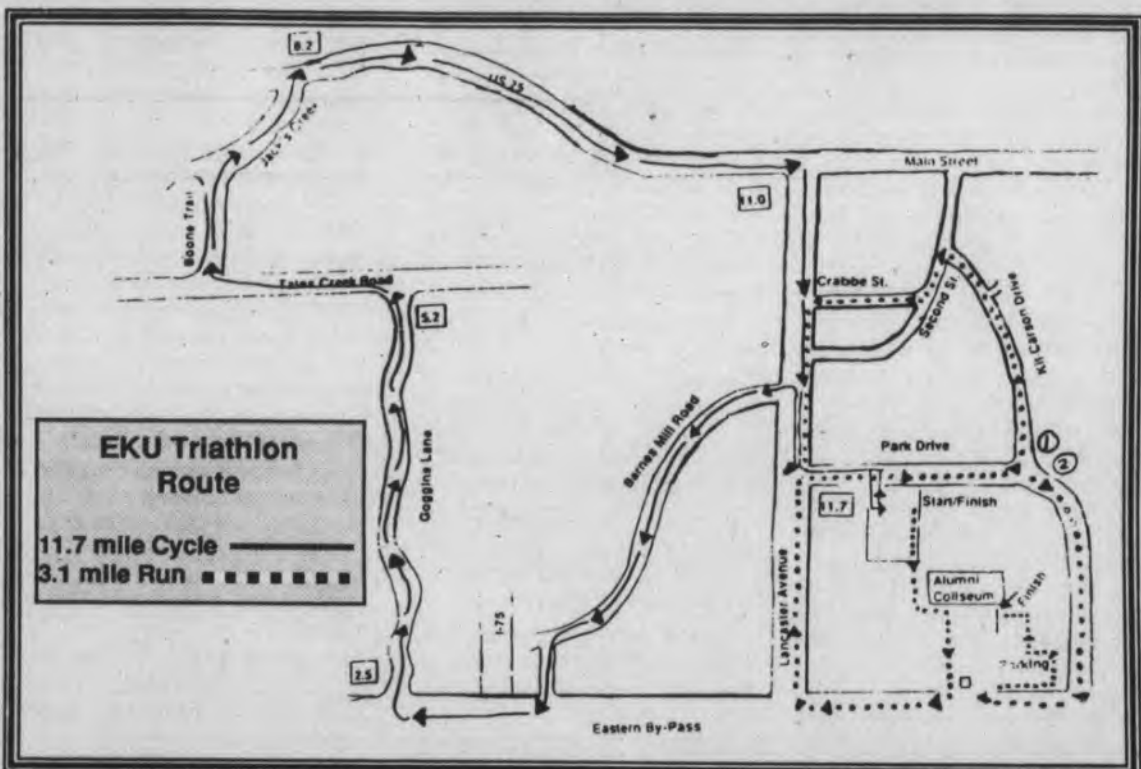 8.2
US 25
Jack's Creek
Main Street
11.0
Boone Trail
Tates Creek Road
Crabbe St.
Second St
Kit Carson Drive
5.2
EKU Triathlon
Route
11.7 mile Cycle
3.1 mile Run
Goggins Lane
Barnes Mill Road
Park Drive
1
2
11.7
Start/Finish
Lancaster Avenue
Alumni
Coliseum
Finish
I-75
Parking
2.5
Eastern By-Pass